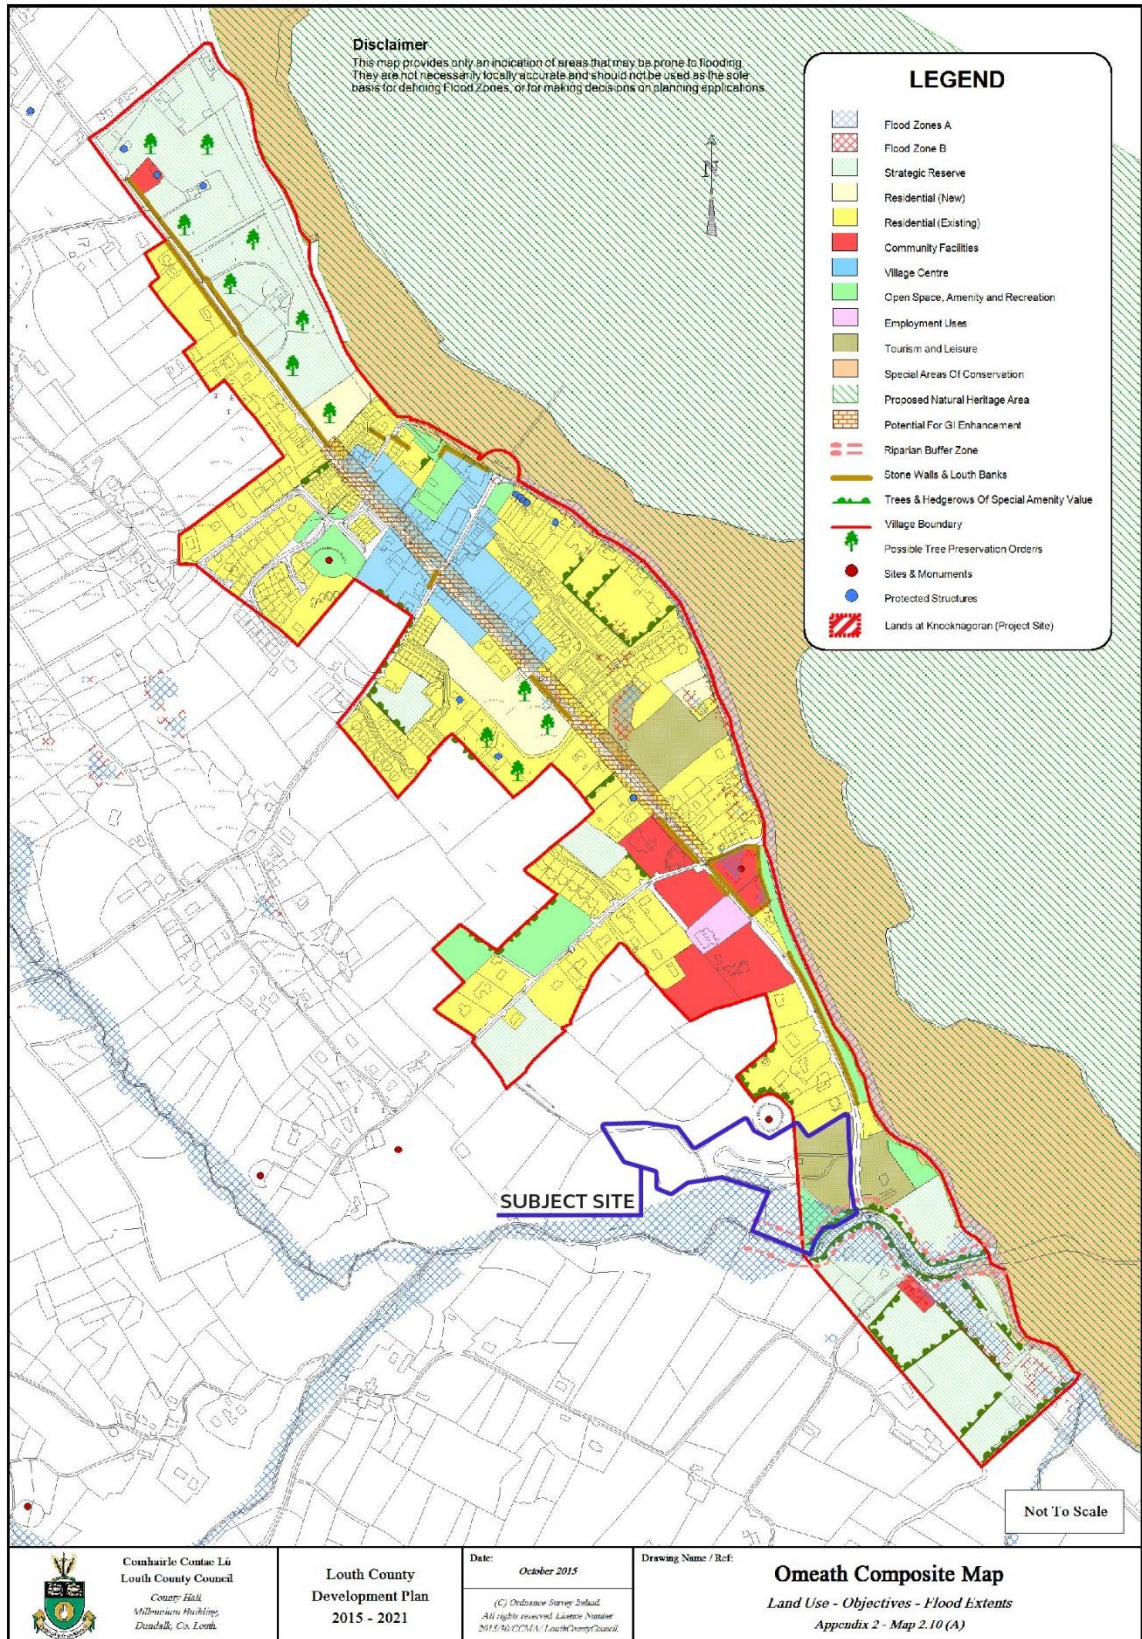 Disclaimer
This map provides only an indication of areas that may be prone to flooding.
They are not necessarily locally accurate and should not be used as the sole
basis for defining Flood Zones, or for making decisions on planning applications
N
LEGEND
Flood Zones A
Flood Zone B
Strategic Reserve
Residential (New)
Residential (Existing)
Community Facilities
Village Centre
Open Space, Amenity and Recreation
Employment Uses
Tourism and Leisure
Special Areas Of Conservation
Proposed Natural Heritage Area
Potential For GI Enhancement
Riparian Buffer Zone
Stone Walls & Louth Banks
Trees & Hedgerows Of Special Amenity Value
Village Boundary
Possible Tree Preservation Orders
Sites & Monuments
Protected Structures
Lands at Knocknagoran (Project Site)
SUBJECT SITE
Not To Scale
Comhairle Contae Lú
Louth County Council
County Hall
Millennium Building,
Dundalk, Co. Louth.
Louth County
Development Plan
2015 - 2021
Date:
October 2015
(C) Ordnance Survey Ireland
All rights reserved. Licence Number
2015/30/CCMA/ LouthCountyCouncil.
Drawing Name / Ref:
Omeath Composite Map
Land Use - Objectives - Flood Extents
Appendix 2 - Map 2.10 (A)